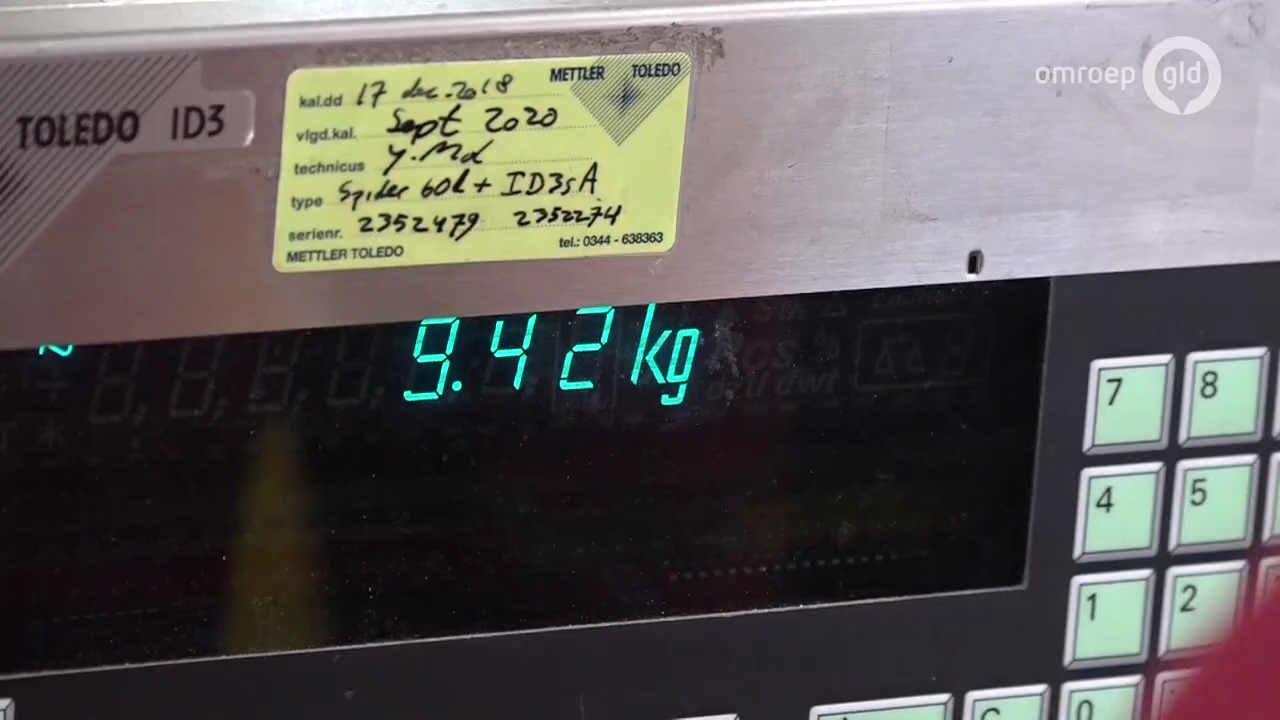 omroep gld
TOLEDO ID3
METTLER TOLEDO
kal.dd 17 dec. 2018
vlgd.kal. Sept 2020
technicus
type Spider 60L + ID3sA
serienr. 2352479 2352274
METTLER TOLEDO tel.: 0344 - 638363
~ 9.42 kg
7 8
4 5
1 2
C 0